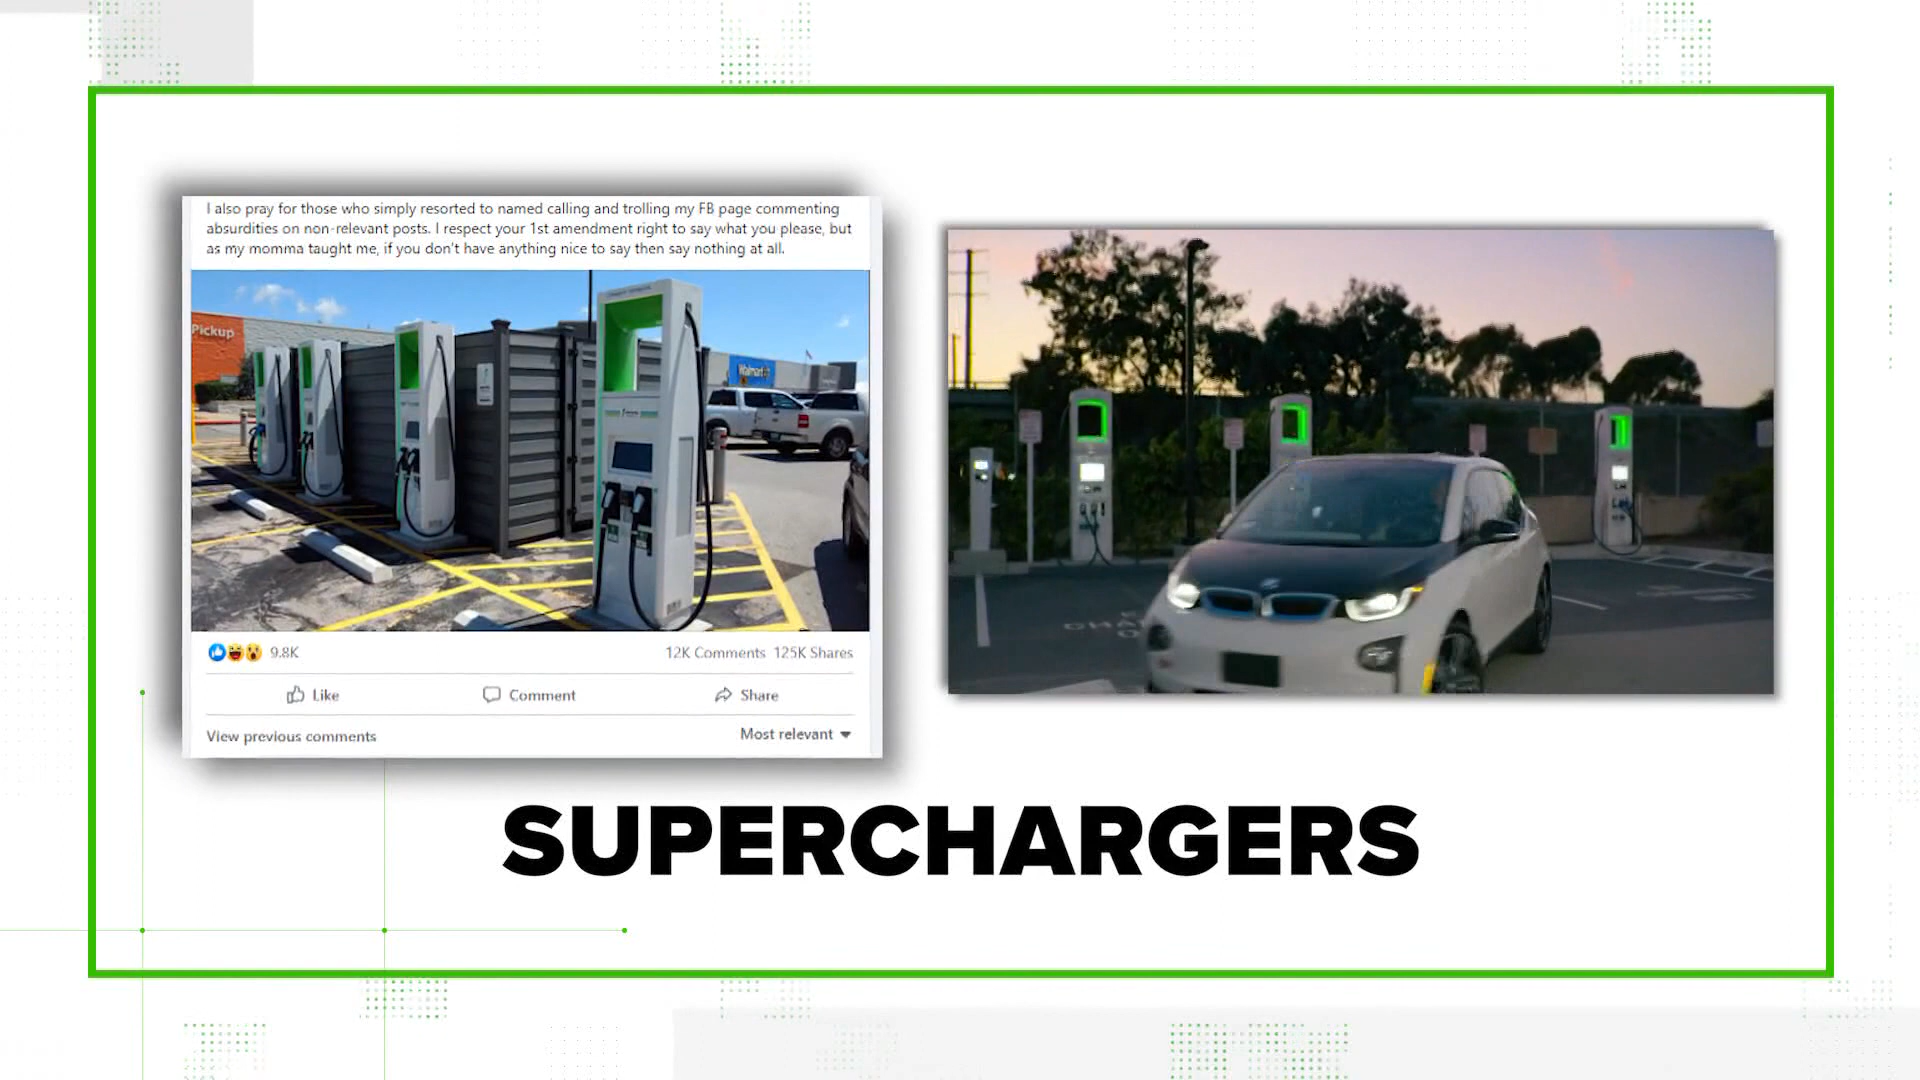 I also pray for those who simply resorted to named calling and trolling my FB page commenting
absurdities on non-relevant posts. I respect your 1st amendment right to say what you please, but
as my momma taught me, if you don't have anything nice to say then say nothing at all.
Pickup
Walmart
9.8K
12K Comments 125K Shares
Like
Comment
Share
View previous comments
Most relevant
SUPERCHARGERS